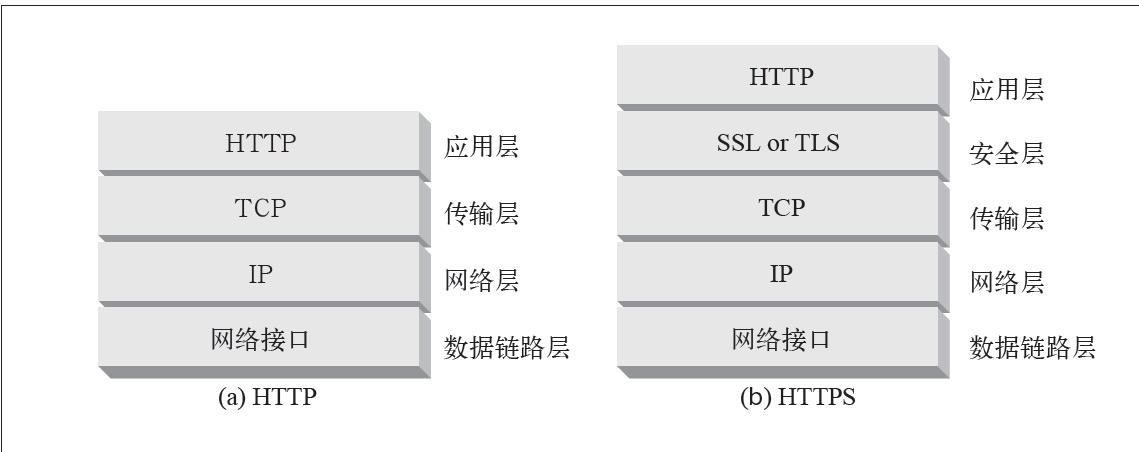 HTTP 应用层
TCP 传输层
IP 网络层
网络接口 数据链路层
(a) HTTP
HTTP 应用层
SSL or TLS 安全层
TCP 传输层
IP 网络层
网络接口 数据链路层
(b) HTTPS